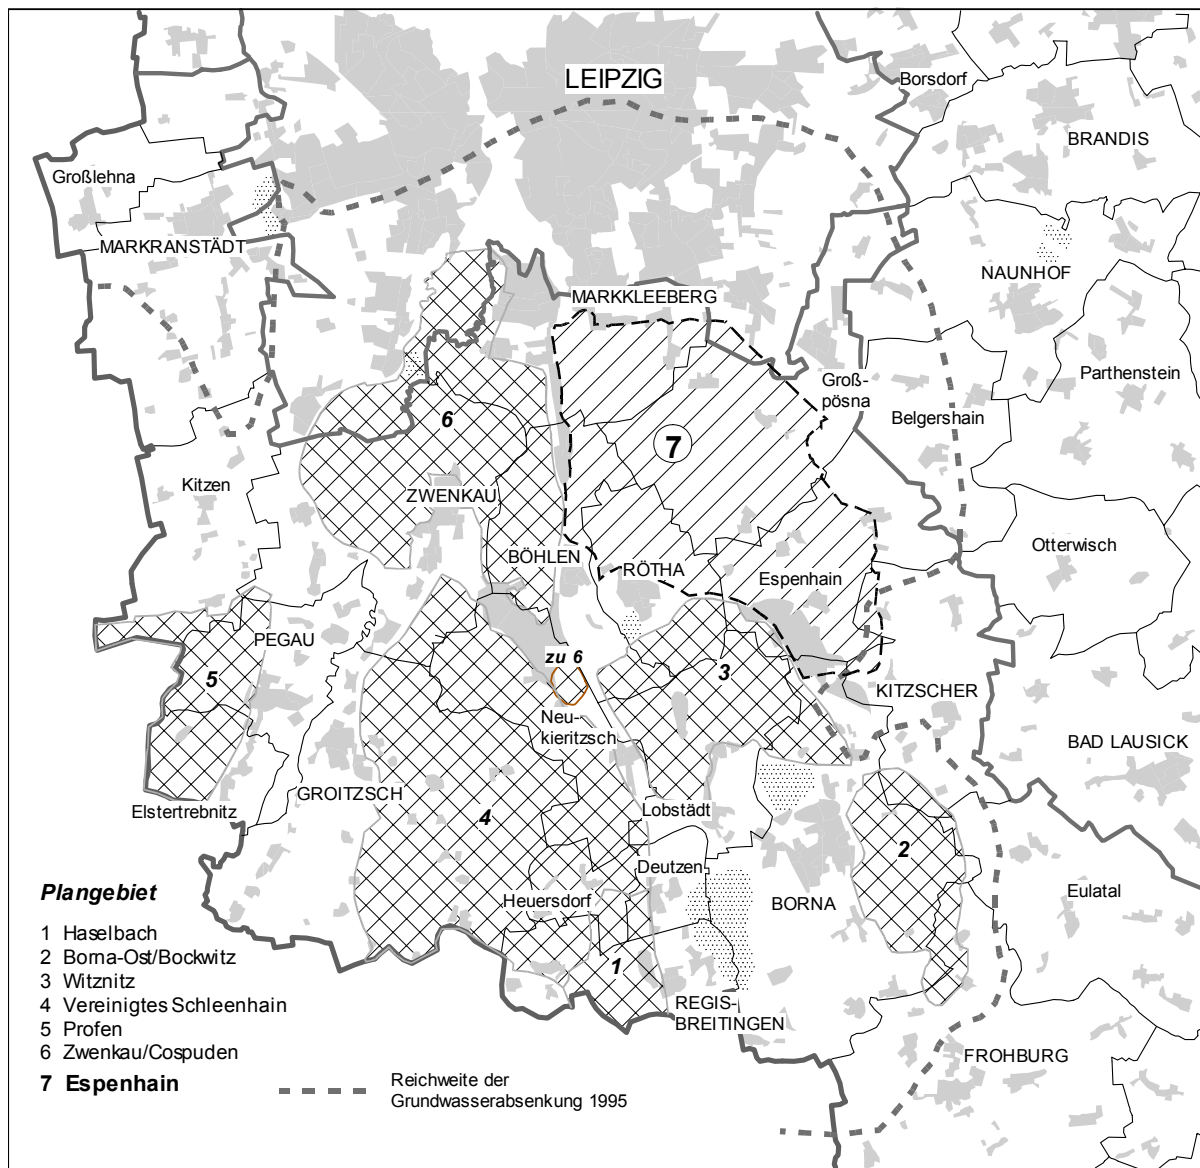 LEIPZIG
Borsdorf
BRANDIS
Großlehna
MARKRANSTÄDT
NAUNHOF
MARKKLEEBERG
Parthenstein
Groß-
pösna
Belgershain
6
7
Kitzen
ZWENKAU
BÖHLEN
RÖTHA
Espenhain
Otterwisch
PEGAU
zu 6
5
3
KITZSCHER
Neu-
kieritzsch
BAD LAUSICK
GROITZSCH
Elstertrebnitz
4
Lobstädt
2
Deutzen
Heuersdorf
BORNA
Eulatal
1
REGIS-
BREITINGEN
FROHBURG
Plangebiet
1 Haselbach
2 Borna-Ost/Bockwitz
3 Witznitz
4 Vereinigtes Schleenhain
5 Profen
6 Zwenkau/Cospuden
7 Espenhain
Reichweite der
Grundwasserabsenkung 1995